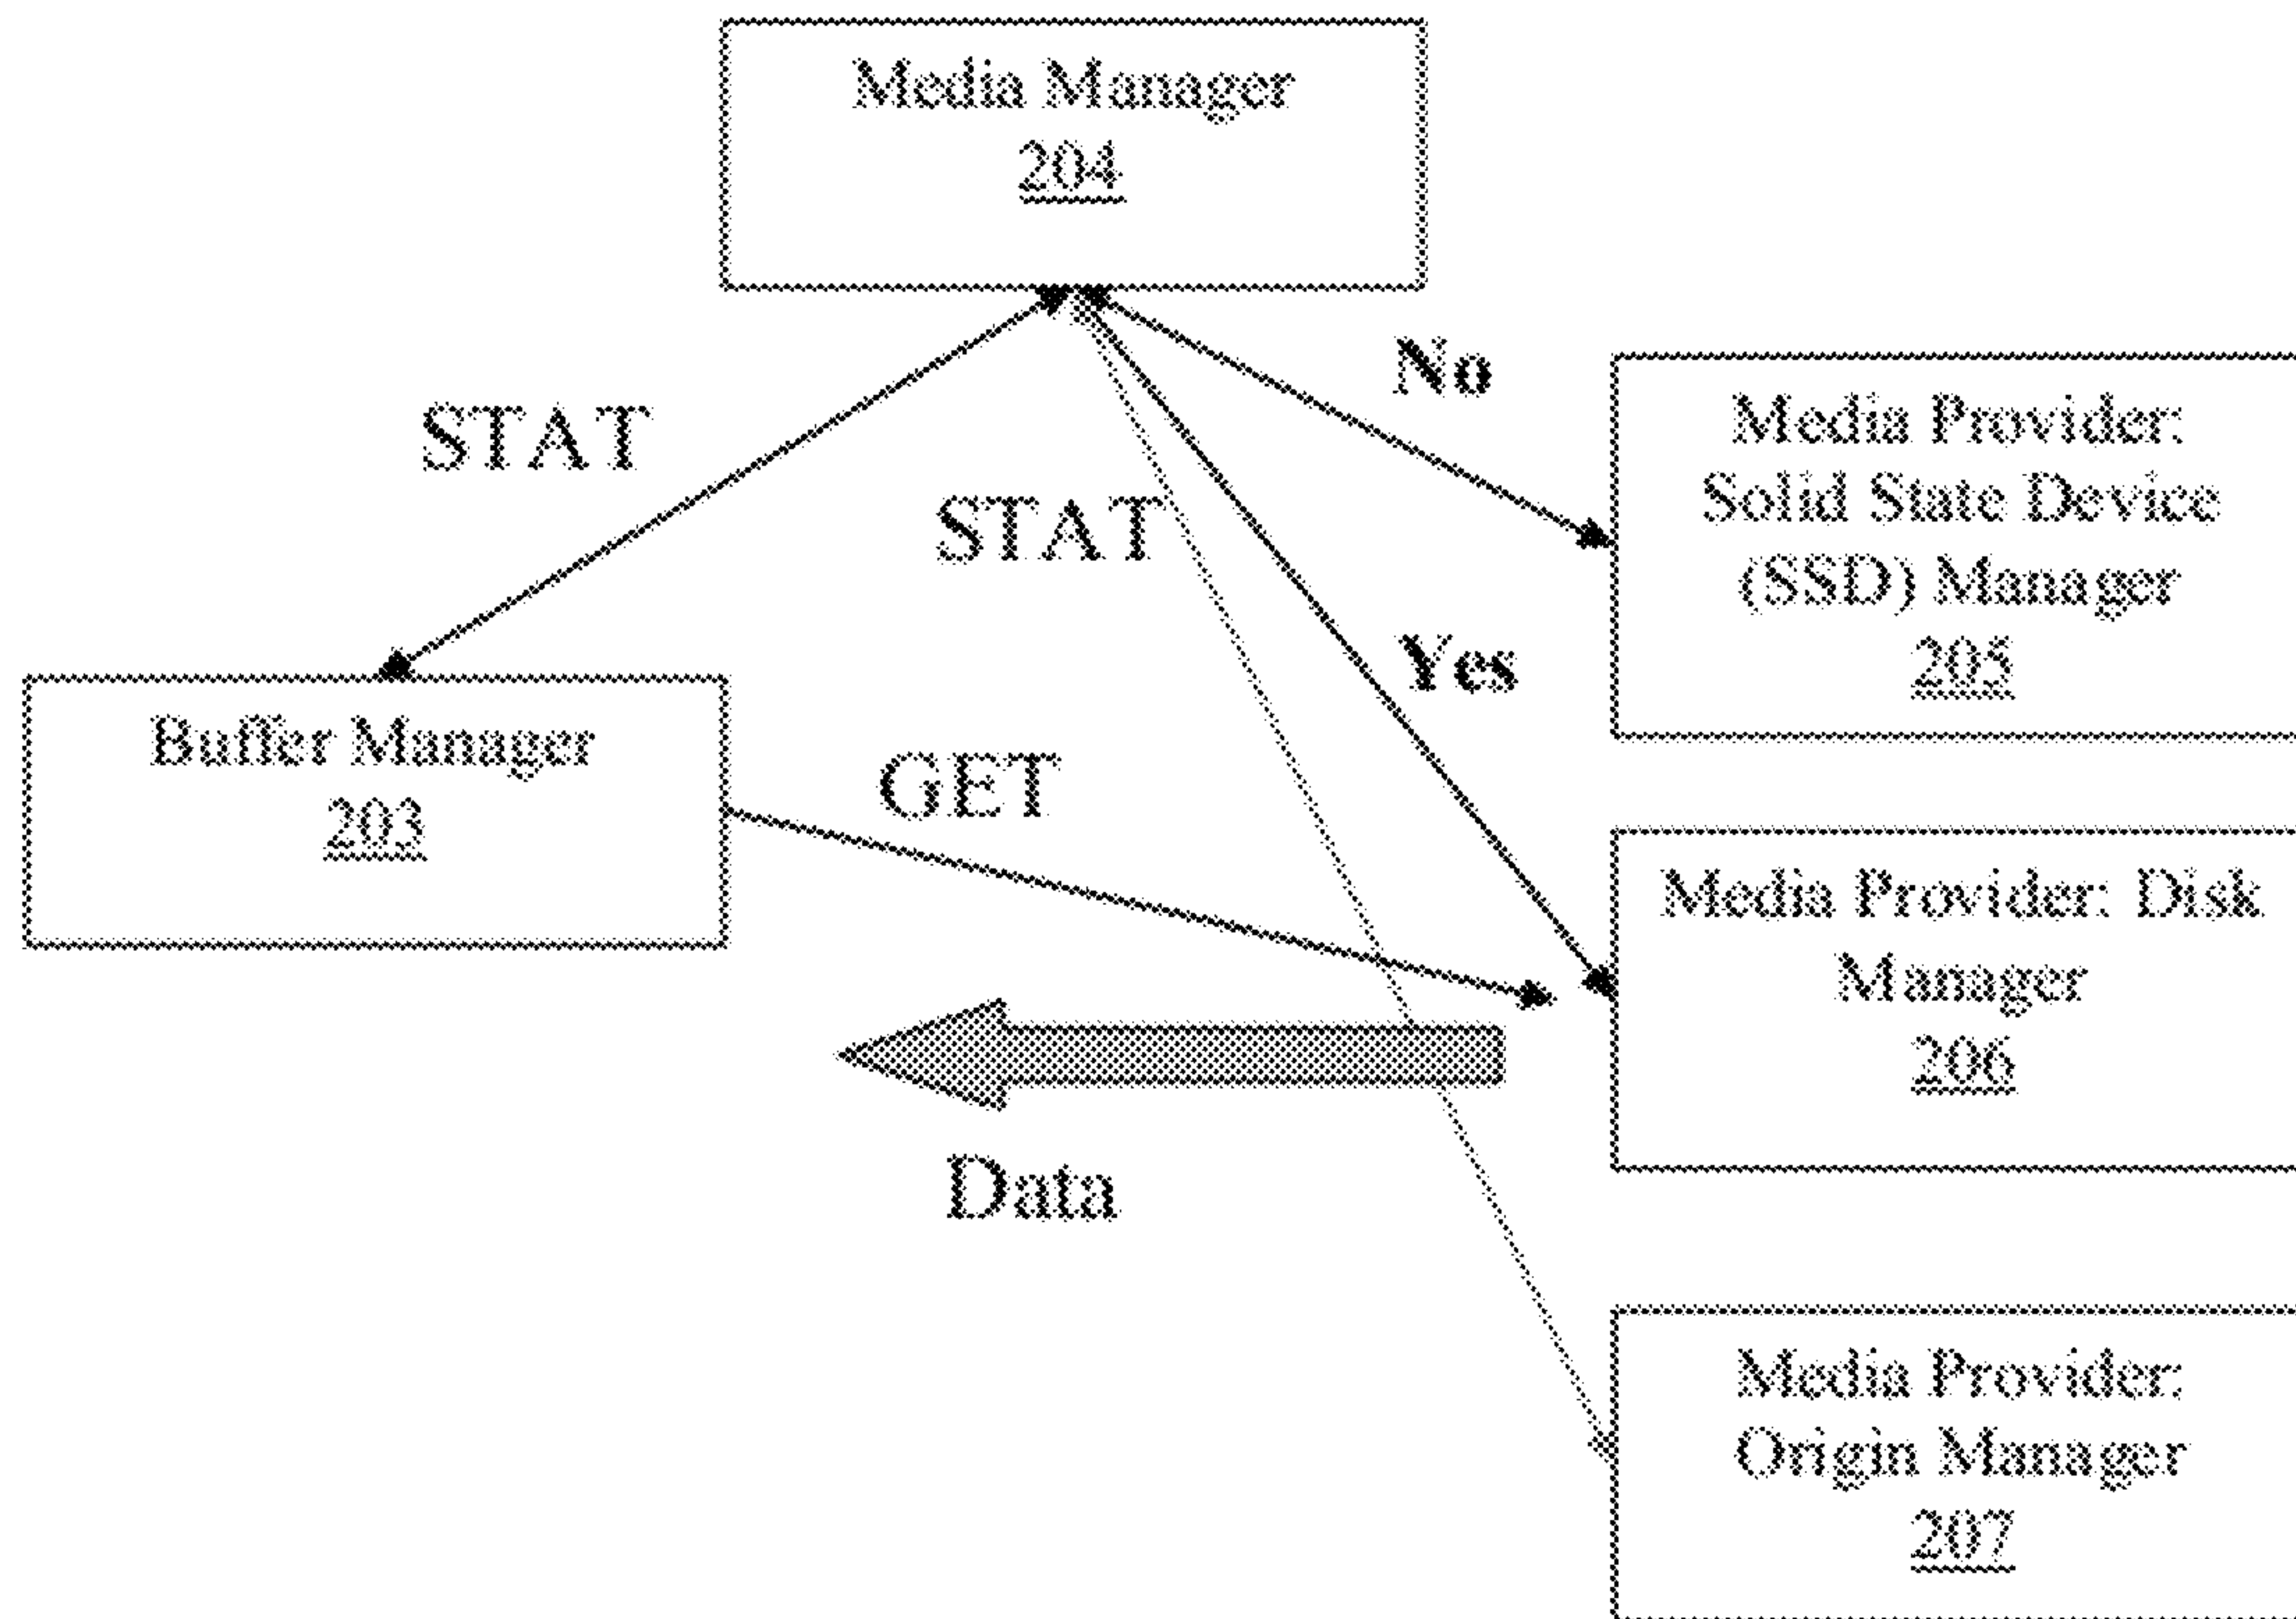 Media Manager
204
No
STAT
STAT
Media Provider:
Solid State Device
(SSD) Manager
205
Yes
Buffer Manager
203
GET
Media Provider: Disk
Manager
206
Data
Media Provider:
Origin Manager
207